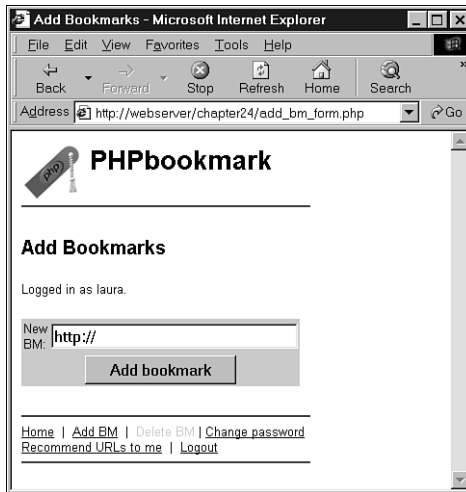 Add Bookmarks - Microsoft Internet Explorer
File Edit View Favorites Tools Help
Back Forward Stop Refresh Home Search »
Address http://webserver/chapter24/add_bm_form.php Go
php PHPbookmark
Add Bookmarks
Logged in as laura.
New BM: http://
Add bookmark
Home | Add BM | Delete BM | Change password
Recommend URLs to me | Logout